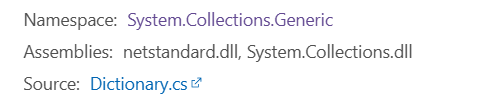 Namespace: System.Collections.Generic
Assemblies: netstandard.dll, System.Collections.dll
Source: Dictionary.cs